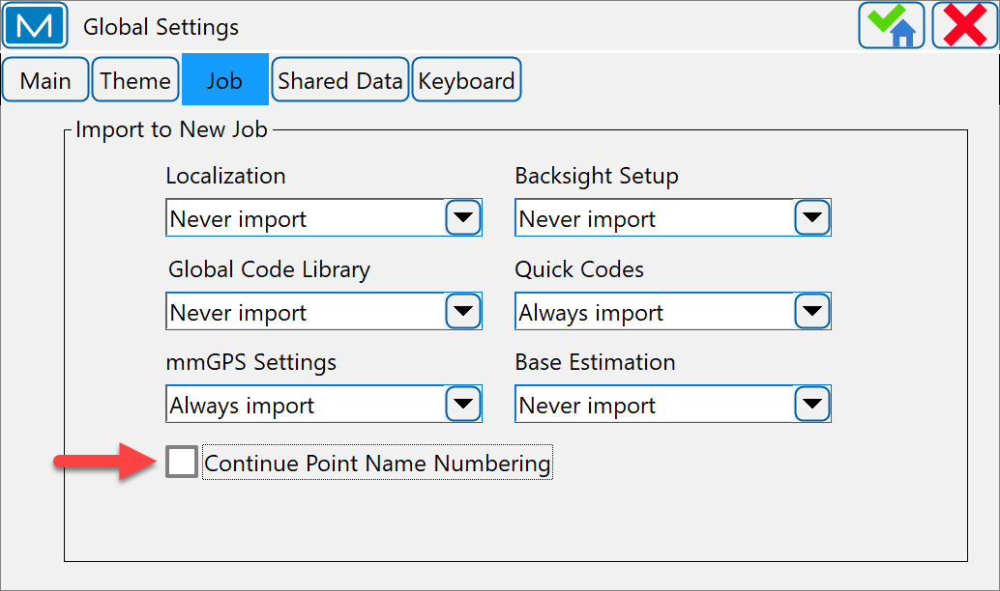 M Global Settings
Main Theme Job Shared Data Keyboard
Import to New Job
Localization Backsight Setup
Never import Never import
Global Code Library Quick Codes
Never import Always import
mmGPS Settings Base Estimation
Always import Never import
Continue Point Name Numbering